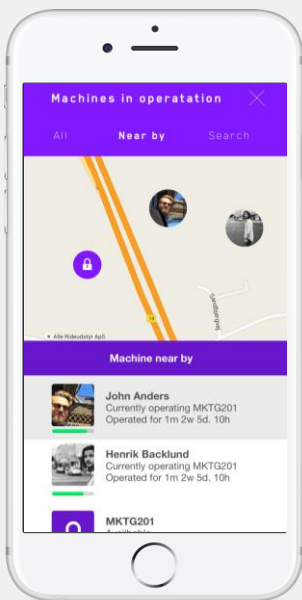 Machines in operatation
All Near by Search
Alle Rideudstyr ApS
Machine near by
John Anders
Currently operating MKTG201
Operated for 1m 2w 5d. 10h
Henrik Backlund
Currently operating MKTG201
Operated for 1m 2w 5d. 10h
MKTG201